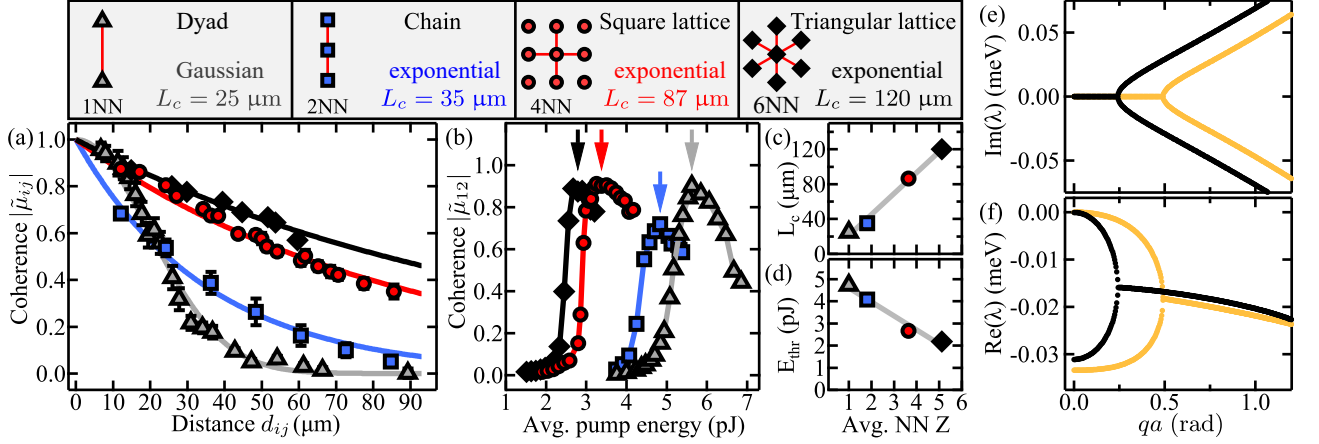 Dyad
Gaussian
1NN L_c = 25 µm
Chain
exponential
2NN L_c = 35 µm
Square lattice
exponential
4NN L_c = 87 µm
Triangular lattice
exponential
6NN L_c = 120 µm
(a)
Coherence |μ̃_ij|
1.0
0.8
0.6
0.4
0.2
0.0
0 10 20 30 40 50 60 70 80 90
Distance d_ij (µm)
(b)
Coherence |μ̃_12|
1.0
0.8
0.6
0.4
0.2
0.0
2 3 4 5 6 7
Avg. pump energy (pJ)
(c)
L_c (µm)
120
80
40
0
(d)
E_thr (pJ)
5
4
3
2
1
0
0 1 2 3 4 5 6
Avg. NN Z
(e)
Im(λ) (meV)
0.05
0.00
-0.05
(f)
Re(λ) (meV)
0.00
-0.01
-0.02
-0.03
0.0 0.5 1.0
qa (rad)